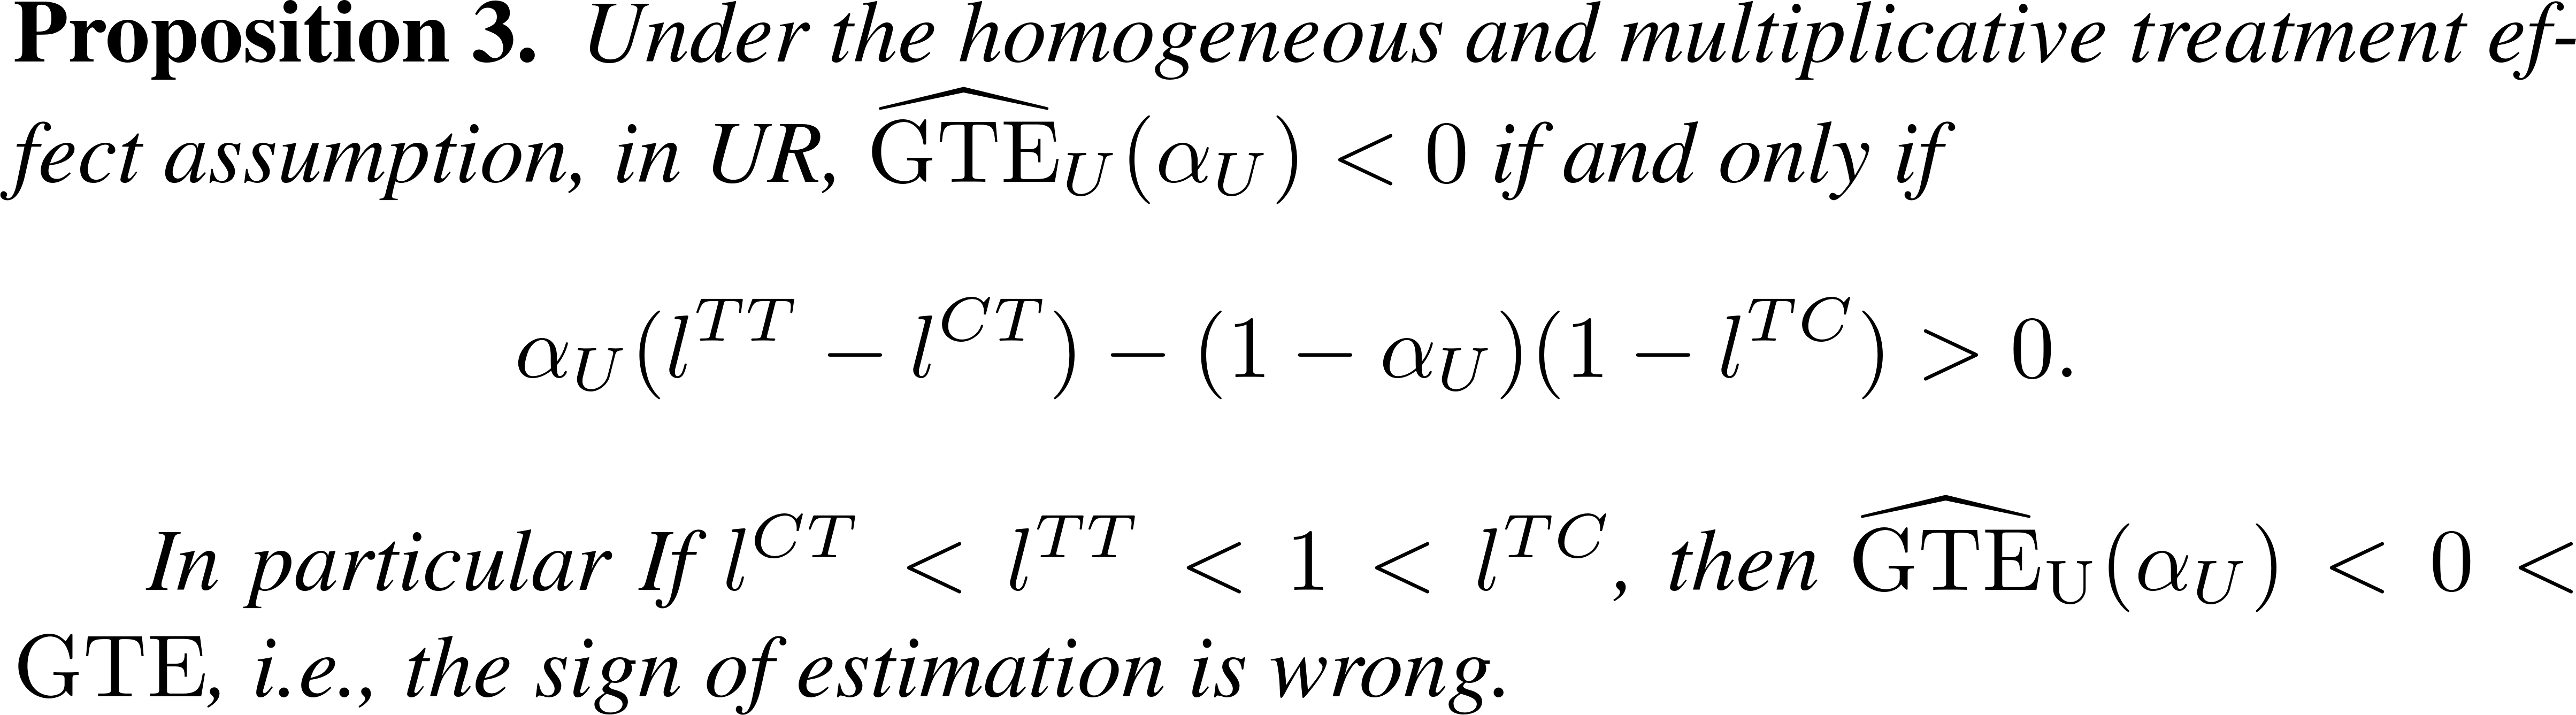 Proposition 3. Under the homogeneous and multiplicative treatment ef-
fect assumption, in UR, $\widehat{\mathrm{GTE}}_U(\alpha_U) < 0$ if and only if
$\alpha_U(l^{TT} - l^{CT}) - (1 - \alpha_U)(1 - l^{TC}) > 0.$
In particular If $l^{CT} < l^{TT} < 1 < l^{TC}$, then $\widehat{\mathrm{GTE}}_{\mathrm{U}}(\alpha_U) < 0 <$
GTE, i.e., the sign of estimation is wrong.